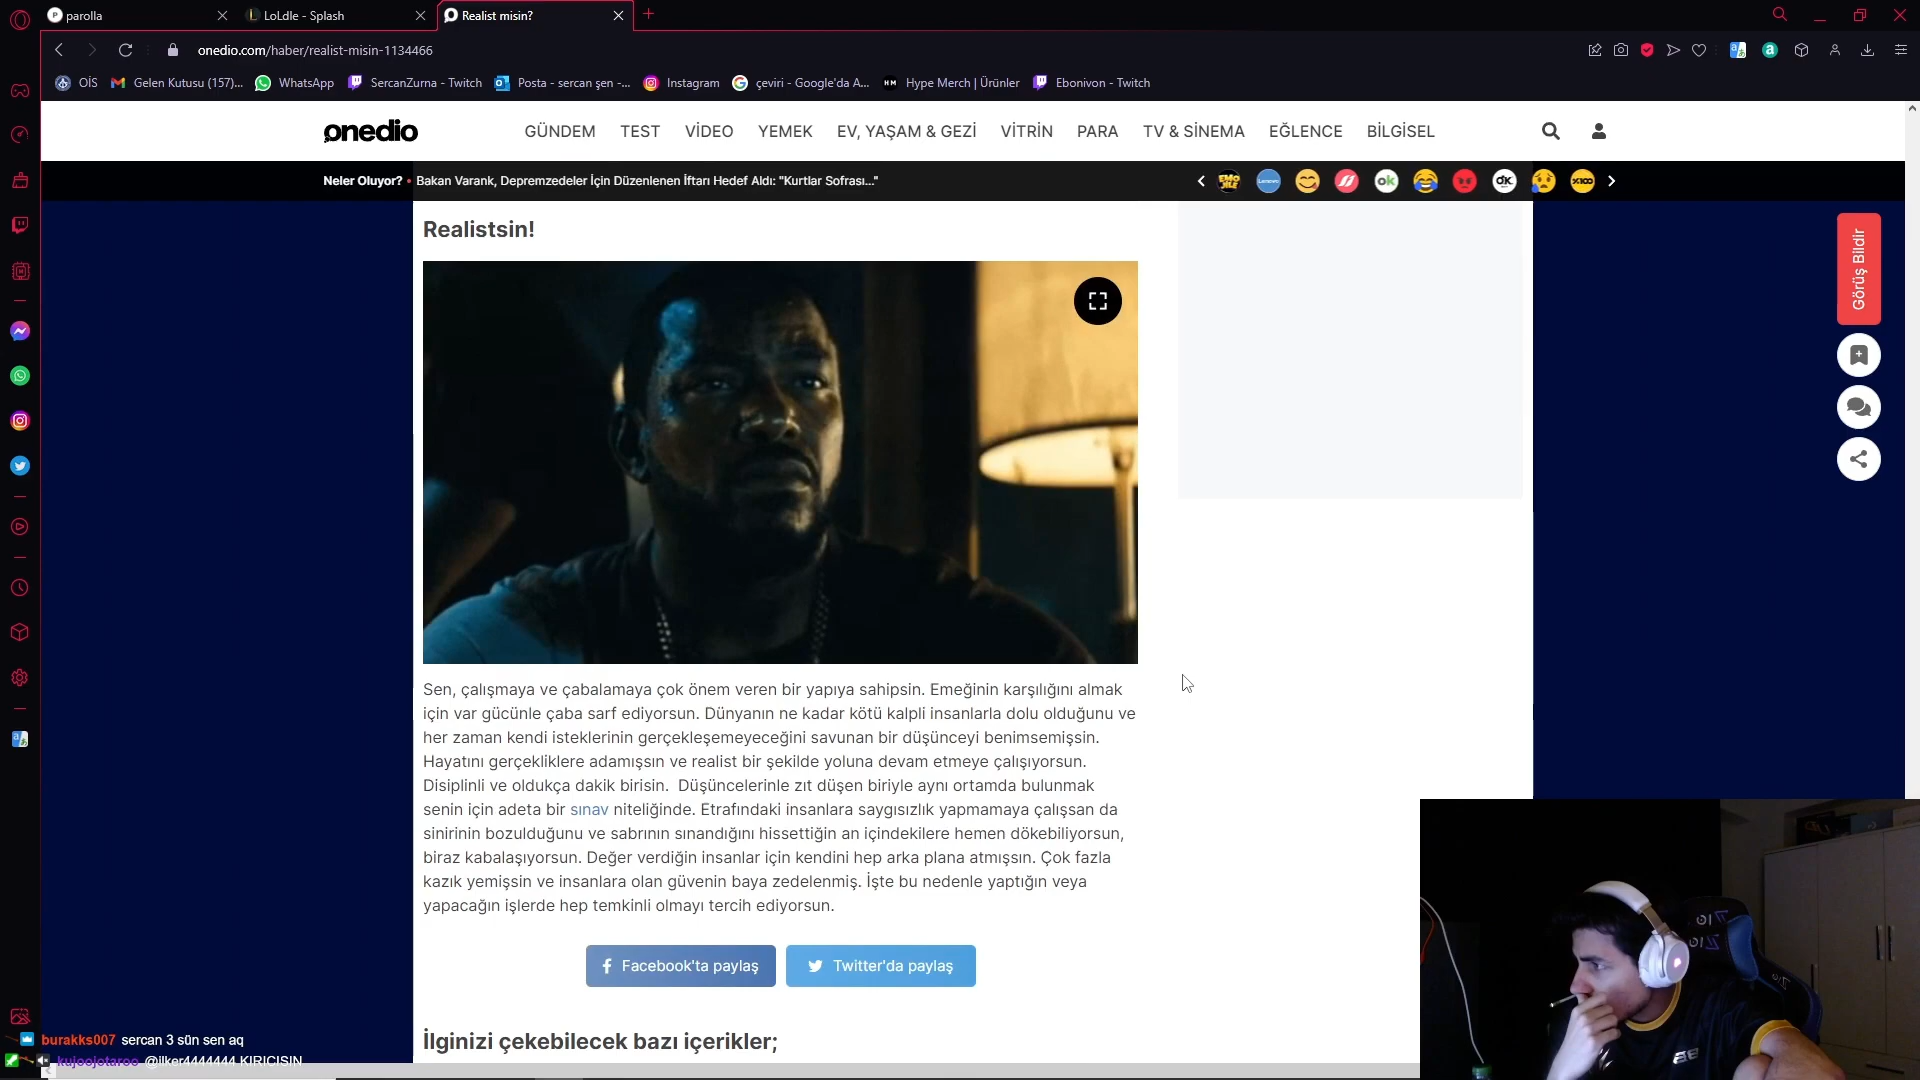 parolla
LoLdle - Splash
Realist misin?
onedio.com/haber/realist-misin-1134466
OİS
Gelen Kutusu (157)...
WhatsApp
SercanZurna - Twitch
Posta - sercan şen -...
Instagram
çeviri - Google'da A...
Hype Merch | Ürünler
Ebonivon - Twitch
onedio
GÜNDEM
TEST
VİDEO
YEMEK
EV, YAŞAM & GEZİ
VİTRİN
PARA
TV & SİNEMA
EĞLENCE
BİLGİSEL
Neler Oluyor? • Bakan Varank, Depremzedeler İçin Düzenlenen İftarı Hedef Aldı: "Kurtlar Sofrası..."
Görüş Bildir
Realistsin!
Sen, çalışmaya ve çabalamaya çok önem veren bir yapıya sahipsin. Emeğinin karşılığını almak
için var gücünle çaba sarf ediyorsun. Dünyanın ne kadar kötü kalpli insanlarla dolu olduğunu ve
her zaman kendi isteklerinin gerçekleşemeyeceğini savunan bir düşünceyi benimsemişsin.
Hayatını gerçekliklere adamışsın ve realist bir şekilde yoluna devam etmeye çalışıyorsun.
Disiplinli ve oldukça dakik birisin. Düşüncelerinle zıt düşen biriyle aynı ortamda bulunmak
senin için adeta bir sınav niteliğinde. Etrafındaki insanlara saygısızlık yapmamaya çalışsan da
sinirinin bozulduğunu ve sabrının sınandığını hissettiğin an içindekilere hemen dökebiliyorsun,
biraz kabalaşıyorsun. Değer verdiğin insanlar için kendini hep arka plana atmışsın. Çok fazla
kazık yemişsin ve insanlara olan güvenin baya zedelenmiş. İşte bu nedenle yaptığın veya
yapacağın işlerde hep temkinli olmayı tercih ediyorsun.
Facebook'ta paylaş
Twitter'da paylaş
İlginizi çekebilecek bazı içerikler;
burakks007 sercan 3 sün sen aq
kujoojotaroo @ilker4444444 KIRICISIN